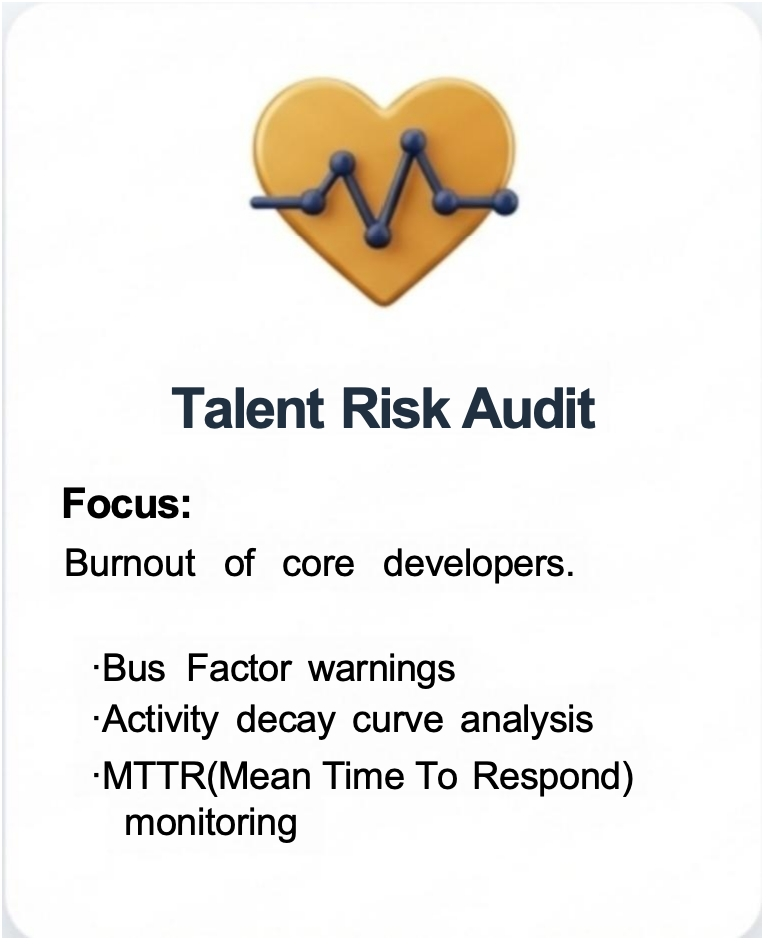 Talent Risk Audit
Focus:
Burnout of core developers.
·Bus Factor warnings
·Activity decay curve analysis
·MTTR(Mean Time To Respond)
monitoring